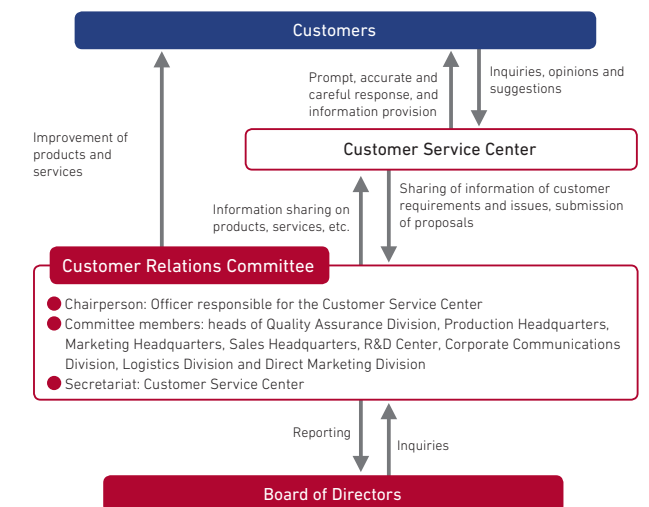 Customers
Prompt, accurate and
careful response, and
information provision
Inquiries, opinions and
suggestions
Improvement of
products and
services
Customer Service Center
Information sharing on
products, services, etc.
Sharing of information of customer
requirements and issues, submission
of proposals
Customer Relations Committee
Chairperson: Officer responsible for the Customer Service Center
Committee members: heads of Quality Assurance Division, Production Headquarters,
Marketing Headquarters, Sales Headquarters, R&D Center, Corporate Communications
Division, Logistics Division and Direct Marketing Division
Secretariat: Customer Service Center
Reporting
Inquiries
Board of Directors